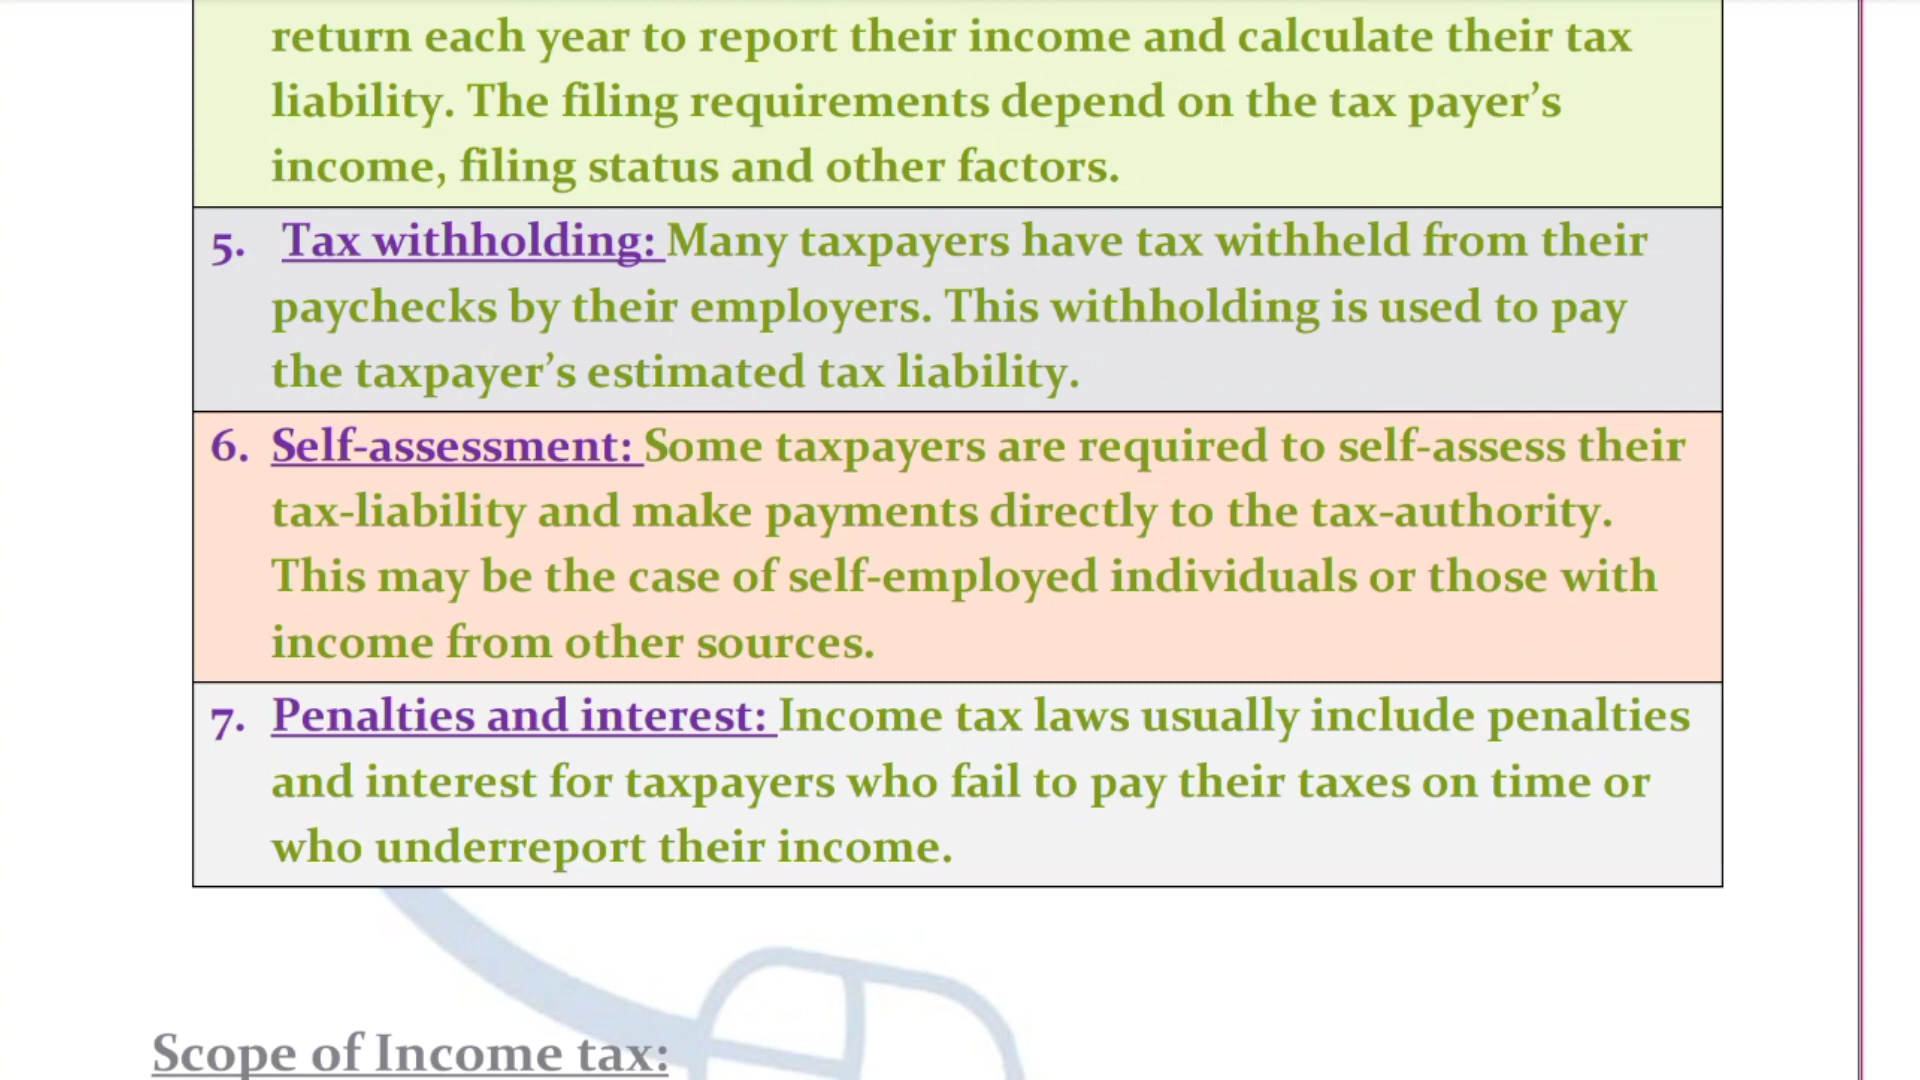 return each year to report their income and calculate their tax
liability. The filing requirements depend on the tax payer’s
income, filing status and other factors.
5. Tax withholding: Many taxpayers have tax withheld from their
paychecks by their employers. This withholding is used to pay
the taxpayer’s estimated tax liability.
6. Self-assessment: Some taxpayers are required to self-assess their
tax-liability and make payments directly to the tax-authority.
This may be the case of self-employed individuals or those with
income from other sources.
7. Penalties and interest: Income tax laws usually include penalties
and interest for taxpayers who fail to pay their taxes on time or
who underreport their income.
Scope of Income tax: